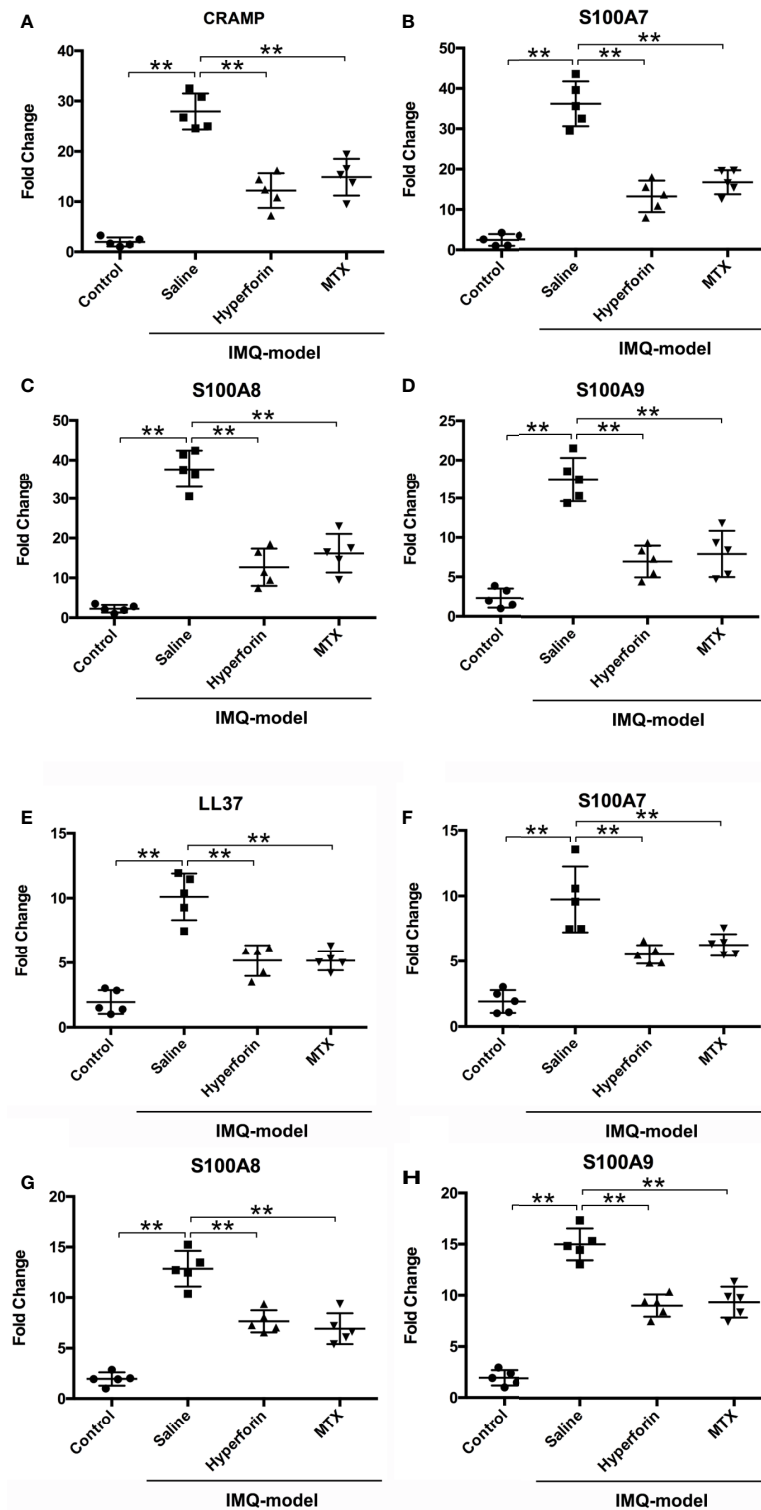 A
CRAMP
**
** **
40
30
20
10
0
Fold Change
Control
Saline
Hyperforin
MTX
IMQ-model
B
S100A7
**
** **
50
40
30
20
10
0
Fold Change
Control
Saline
Hyperforin
MTX
IMQ-model
C
S100A8
**
** **
50
40
30
20
10
0
Fold Change
Control
Saline
Hyperforin
MTX
IMQ-model
D
S100A9
**
** **
25
20
15
10
5
0
Fold Change
Control
Saline
Hyperforin
MTX
IMQ-model
E
LL37
**
** **
15
10
5
0
Fold Change
Control
Saline
Hyperforin
MTX
IMQ-model
F
S100A7
**
** **
15
10
5
0
Fold Change
Control
Saline
Hyperforin
MTX
IMQ-model
G
S100A8
**
** **
20
15
10
5
0
Fold Change
Control
Saline
Hyperforin
MTX
IMQ-model
H
S100A9
**
** **
20
15
10
5
0
Fold Change
Control
Saline
Hyperforin
MTX
IMQ-model